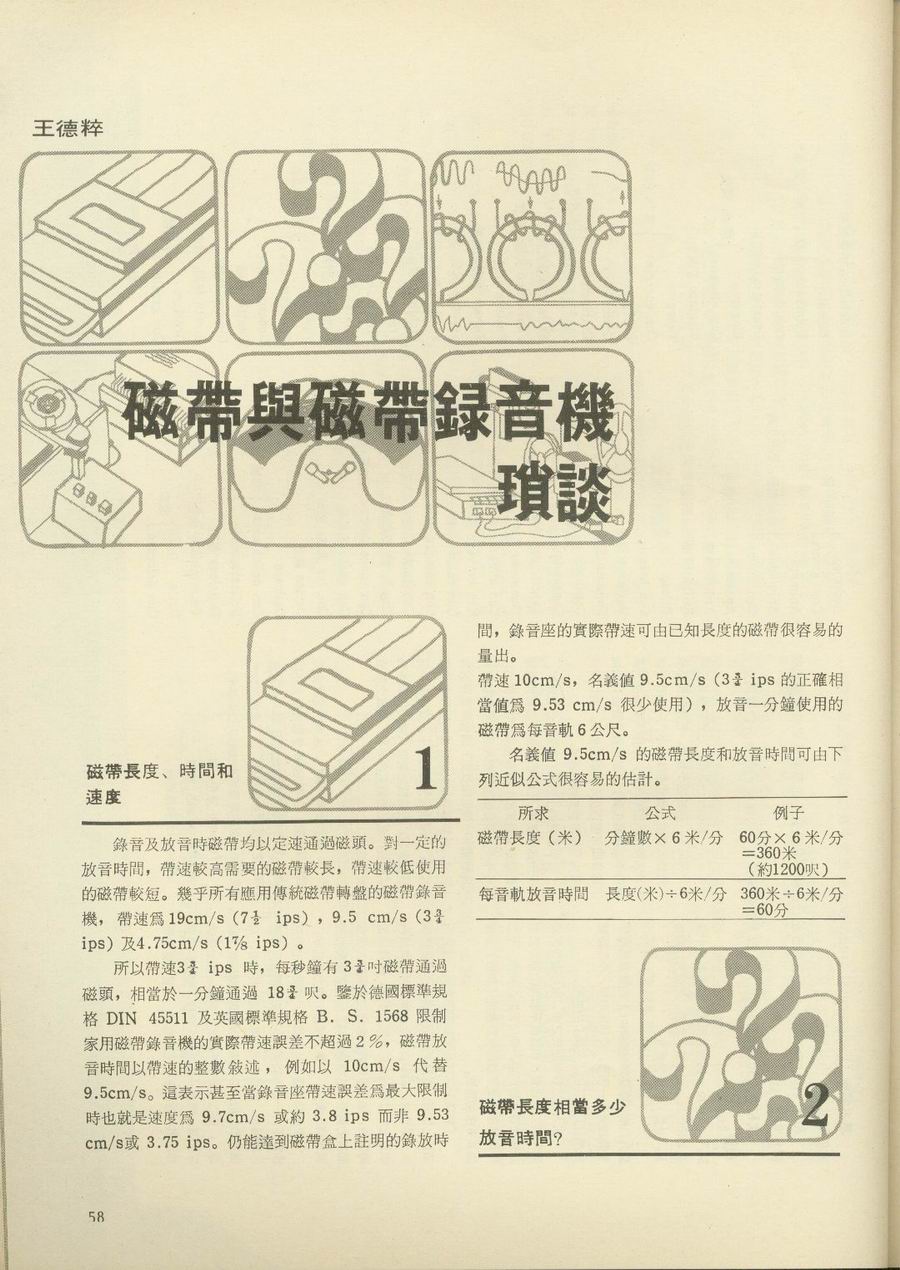 王德粹
磁帶與磁帶録音機
瑣談
1
磁帶長度、時間和
速度
錄音及放音時磁帶均以定速通過磁頭。對一定的
放音時間，帶速較高需要的磁帶較長，帶速較低使用
的磁帶較短。幾乎所有應用傳統磁帶轉盤的磁帶錄音
機，帶速爲19cm/s（7½ ips），9.5 cm/s（3¾
ips）及4.75cm/s（1⅞ ips）。
所以帶速3¾ ips 時，每秒鐘有3¾吋磁帶通過
磁頭，相當於一分鐘通過 18¾ 呎。鑒於德國標準規
格 DIN 45511 及英國標準規格 B. S. 1568 限制
家用磁帶錄音機的實際帶速誤差不超過2%，磁帶放
音時間以帶速的整數敍述，例如以 10cm/s 代替
9.5cm/s。這表示甚至當錄音座帶速誤差爲最大限制
時也就是速度爲 9.7cm/s 或約 3.8 ips 而非 9.53
cm/s或 3.75 ips。仍能達到磁帶盒上註明的錄放時
間，錄音座的實際帶速可由已知長度的磁帶很容易的
量出。
帶速10cm/s，名義値9.5cm/s（3¾ ips 的正確相
當値爲 9.53 cm/s 很少使用），放音一分鐘使用的
磁帶爲每音軌6公尺。
名義値 9.5cm/s 的磁帶長度和放音時間可由下
列近似公式很容易的估計。
所求 公式 例子
磁帶長度（米） 分鐘數×6米/分 60分×6米/分
＝360米
（約1200呎）
每音軌放音時間 長度(米)÷6米/分 360米÷6米/分
＝60分
2
磁帶長度相當多少
放音時間?
58